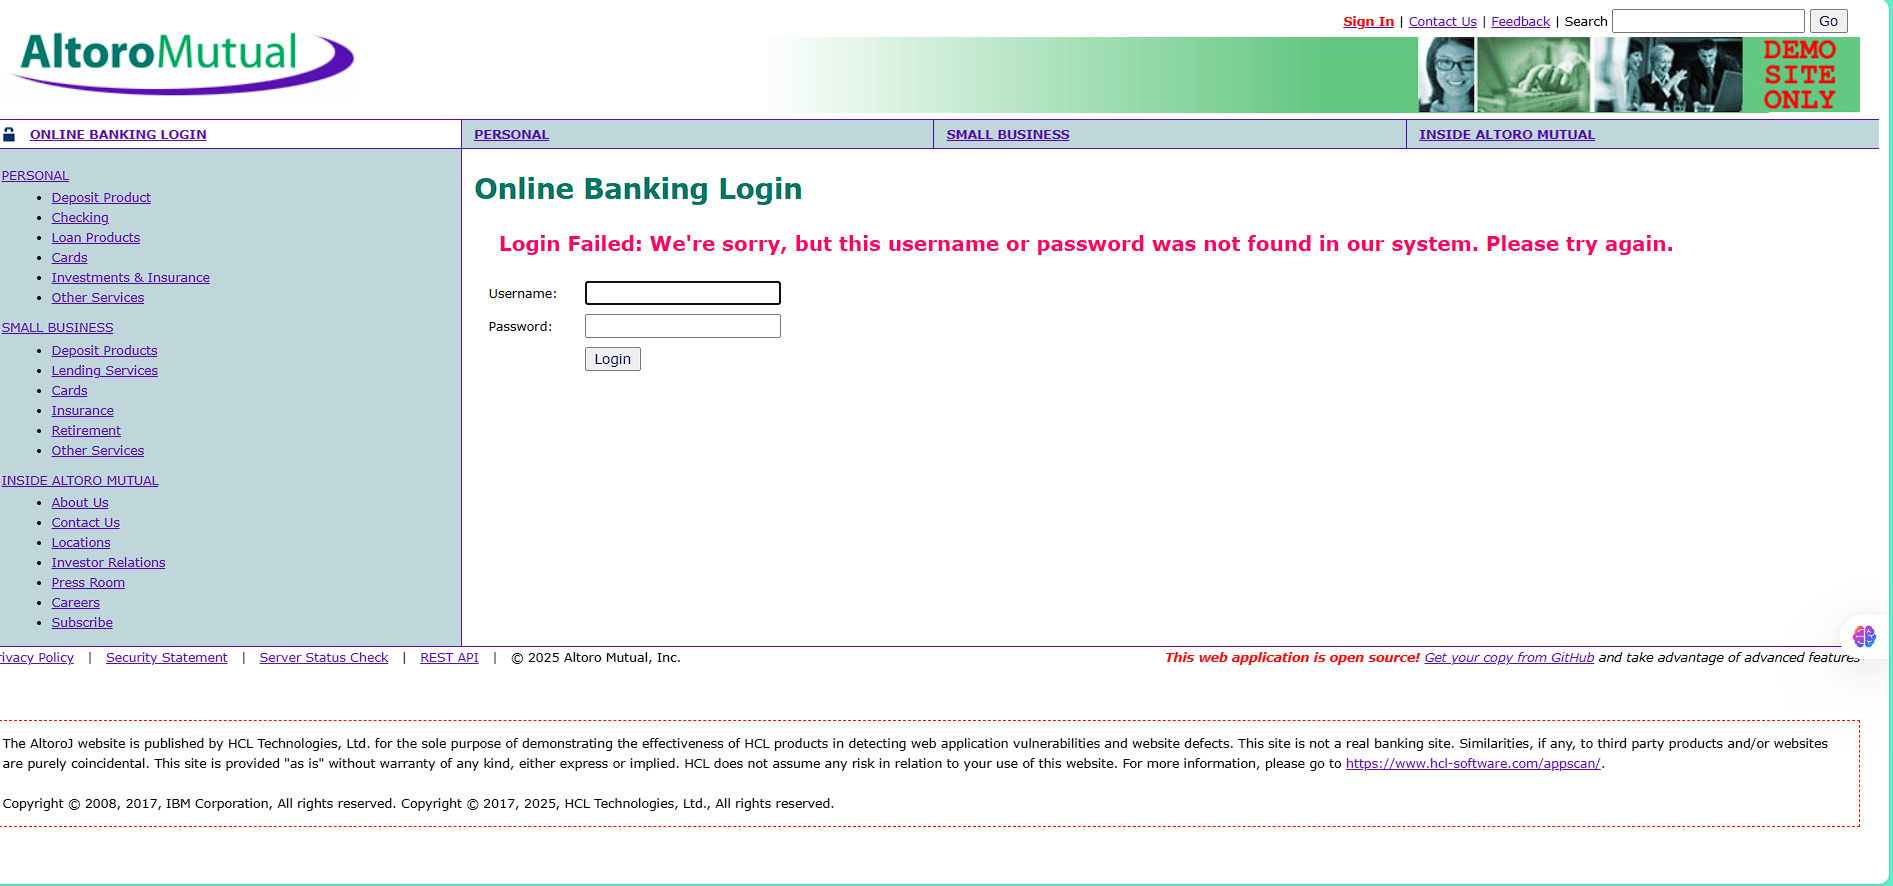 Sign In | Contact Us | Feedback | Search Go
AltoroMutual
DEMO
SITE
ONLY
ONLINE BANKING LOGIN
PERSONAL
SMALL BUSINESS
INSIDE ALTORO MUTUAL
PERSONAL
Deposit Product
Checking
Loan Products
Cards
Investments & Insurance
Other Services
SMALL BUSINESS
Deposit Products
Lending Services
Cards
Insurance
Retirement
Other Services
INSIDE ALTORO MUTUAL
About Us
Contact Us
Locations
Investor Relations
Press Room
Careers
Subscribe
Online Banking Login
Login Failed: We're sorry, but this username or password was not found in our system. Please try again.
Username:
Password:
Login
rivacy Policy | Security Statement | Server Status Check | REST API | © 2025 Altoro Mutual, Inc.
This web application is open source! Get your copy from GitHub and take advantage of advanced features
The AltoroJ website is published by HCL Technologies, Ltd. for the sole purpose of demonstrating the effectiveness of HCL products in detecting web application vulnerabilities and website defects. This site is not a real banking site. Similarities, if any, to third party products and/or websites
are purely coincidental. This site is provided "as is" without warranty of any kind, either express or implied. HCL does not assume any risk in relation to your use of this website. For more information, please go to https://www.hcl-software.com/appscan/.
Copyright © 2008, 2017, IBM Corporation, All rights reserved. Copyright © 2017, 2025, HCL Technologies, Ltd., All rights reserved.